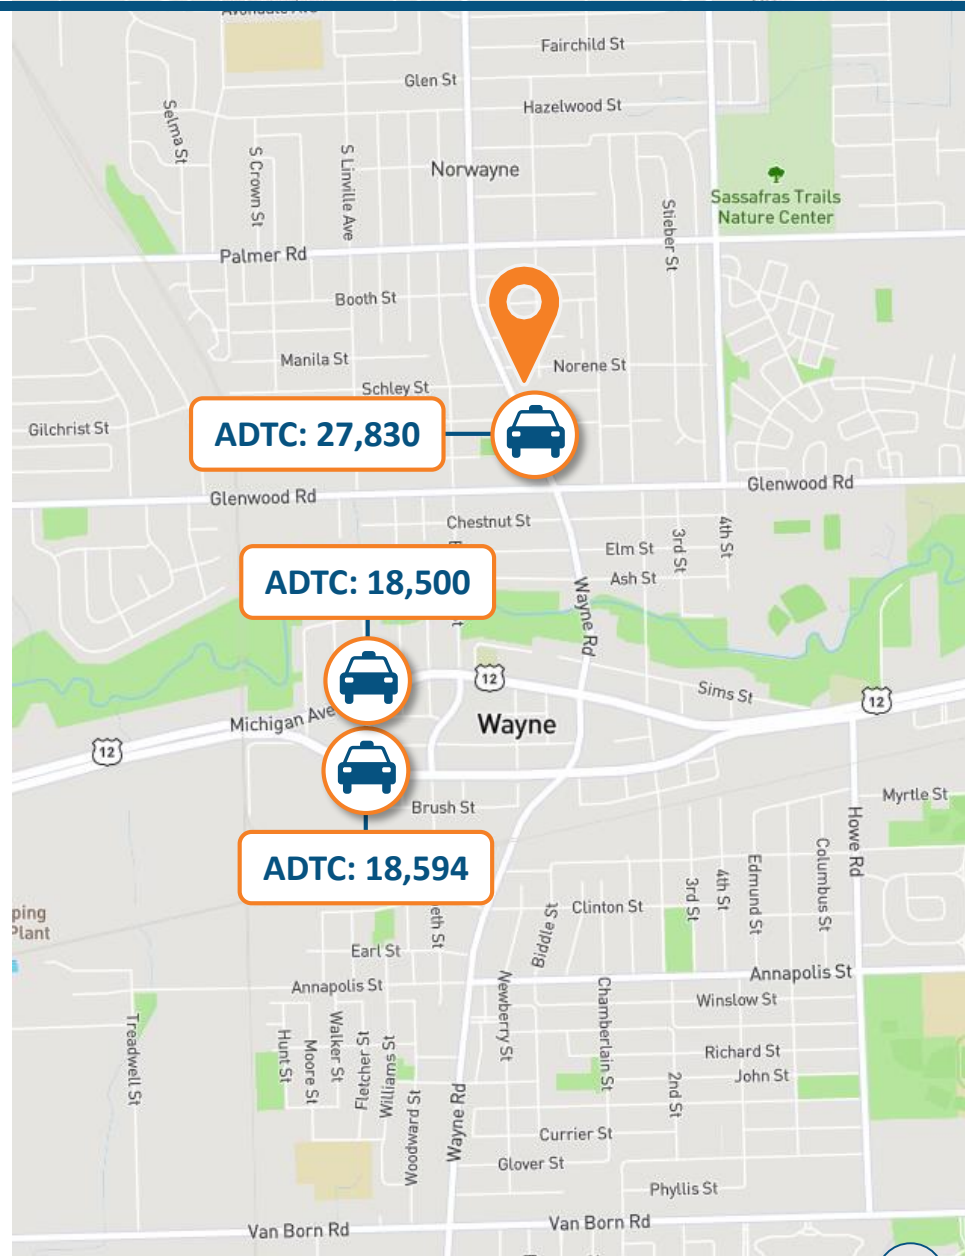 Fairchild St
Glen St
Hazelwood St
Selma St
S Crown St
S Linville Ave
Norwayne
Stieber St
Sassafras Trails
Nature Center
Palmer Rd
Booth St
Manila St
Norene St
Schley St
Gilchrist St
ADTC: 27,830
Glenwood Rd
Glenwood Rd
Chestnut St
3rd St
4th St
Elm St
Ash St
ADTC: 18,500
Wayne Rd
12
Sims St
12
Michigan Ave
Wayne
12
Brush St
Myrtle St
Howe Rd
Columbus St
ADTC: 18,594
Edmund St
4th St
3rd St
ping
Plant
Clinton St
Biddle St
eth St
Earl St
Annapolis St
Annapolis St
Winslow St
Newberry St
Chamberlain St
Treadwell St
Hunt St
Moore St
Walker St
Fletcher St
Williams St
Woodward St
Richard St
John St
2nd St
Wayne Rd
Currier St
Glover St
Phyllis St
Van Born Rd
Van Born Rd